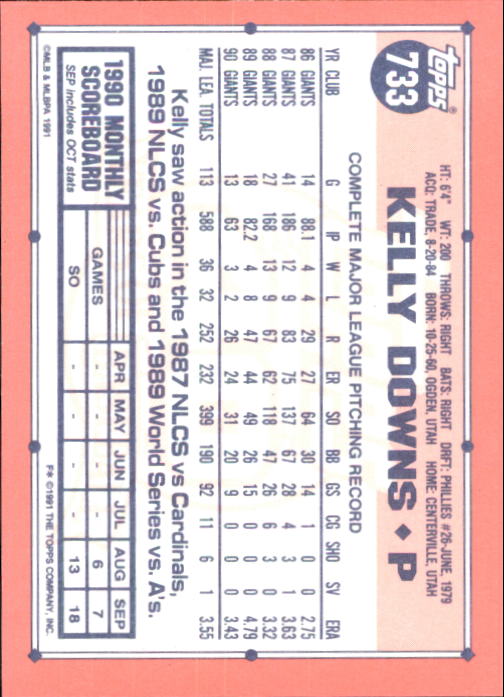 Topps®
733
HT: 6'4" WT: 200 THROWS: RIGHT BATS: RIGHT DRFT: PHILLIES #26-JUNE, 1979
ACQ: TRADE, 8-20-84 BORN: 10-25-60, OGDEN, UTAH HOME: CENTERVILLE, UTAH
KELLY DOWNS ♦ P
COMPLETE MAJOR LEAGUE PITCHING RECORD
YR CLUB G IP W L R ER SO BB GS CG SHO SV ERA
86 GIANTS 14 88.1 4 4 29 27 64 30 14 1 0 0 2.75
87 GIANTS 41 186 12 9 83 75 137 67 28 4 3 1 3.63
88 GIANTS 27 168 13 9 67 62 118 47 26 6 3 0 3.32
89 GIANTS 18 82.2 4 8 47 44 49 26 15 0 0 0 4.79
90 GIANTS 13 63 3 2 26 24 31 20 9 0 0 0 3.43
MAJ. LEA. TOTALS 113 588 36 32 252 232 399 190 92 11 6 1 3.55
Kelly saw action in the 1987 NLCS vs Cardinals,
1989 NLCS vs. Cubs and 1989 World Series vs. A's.
1990 MONTHLY
SCOREBOARD
SEP includes OCT stats
APR MAY JUN JUL AUG SEP
GAMES - - - - 6 7
SO - - - - 13 18
©MLB & MLBPA 1991
F* ©1991 THE TOPPS COMPANY, INC.